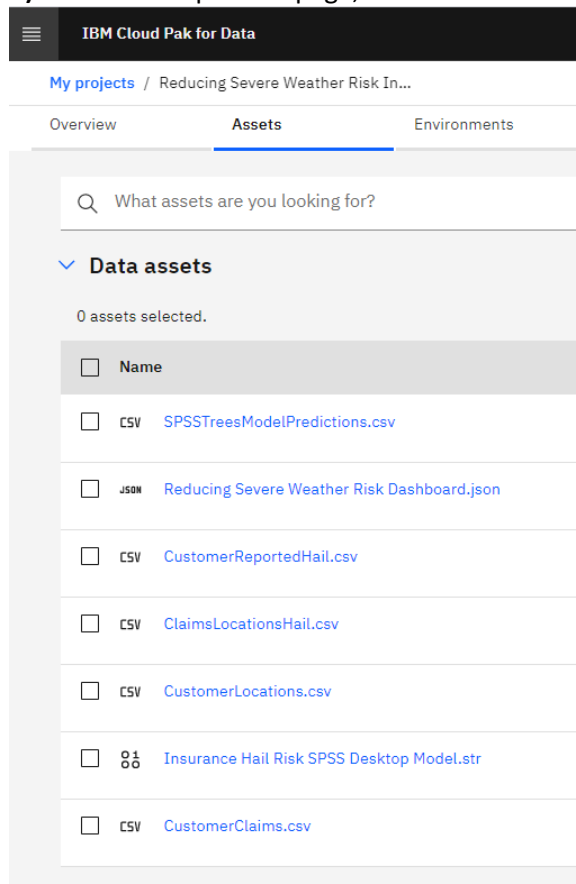 IBM Cloud Pak for Data
My projects / Reducing Severe Weather Risk In...
Overview Assets Environments
What assets are you looking for?
Data assets
0 assets selected.
Name
CSV SPSSTreesModelPredictions.csv
JSON Reducing Severe Weather Risk Dashboard.json
CSV CustomerReportedHail.csv
CSV ClaimsLocationsHail.csv
CSV CustomerLocations.csv
01
00 Insurance Hail Risk SPSS Desktop Model.str
CSV CustomerClaims.csv